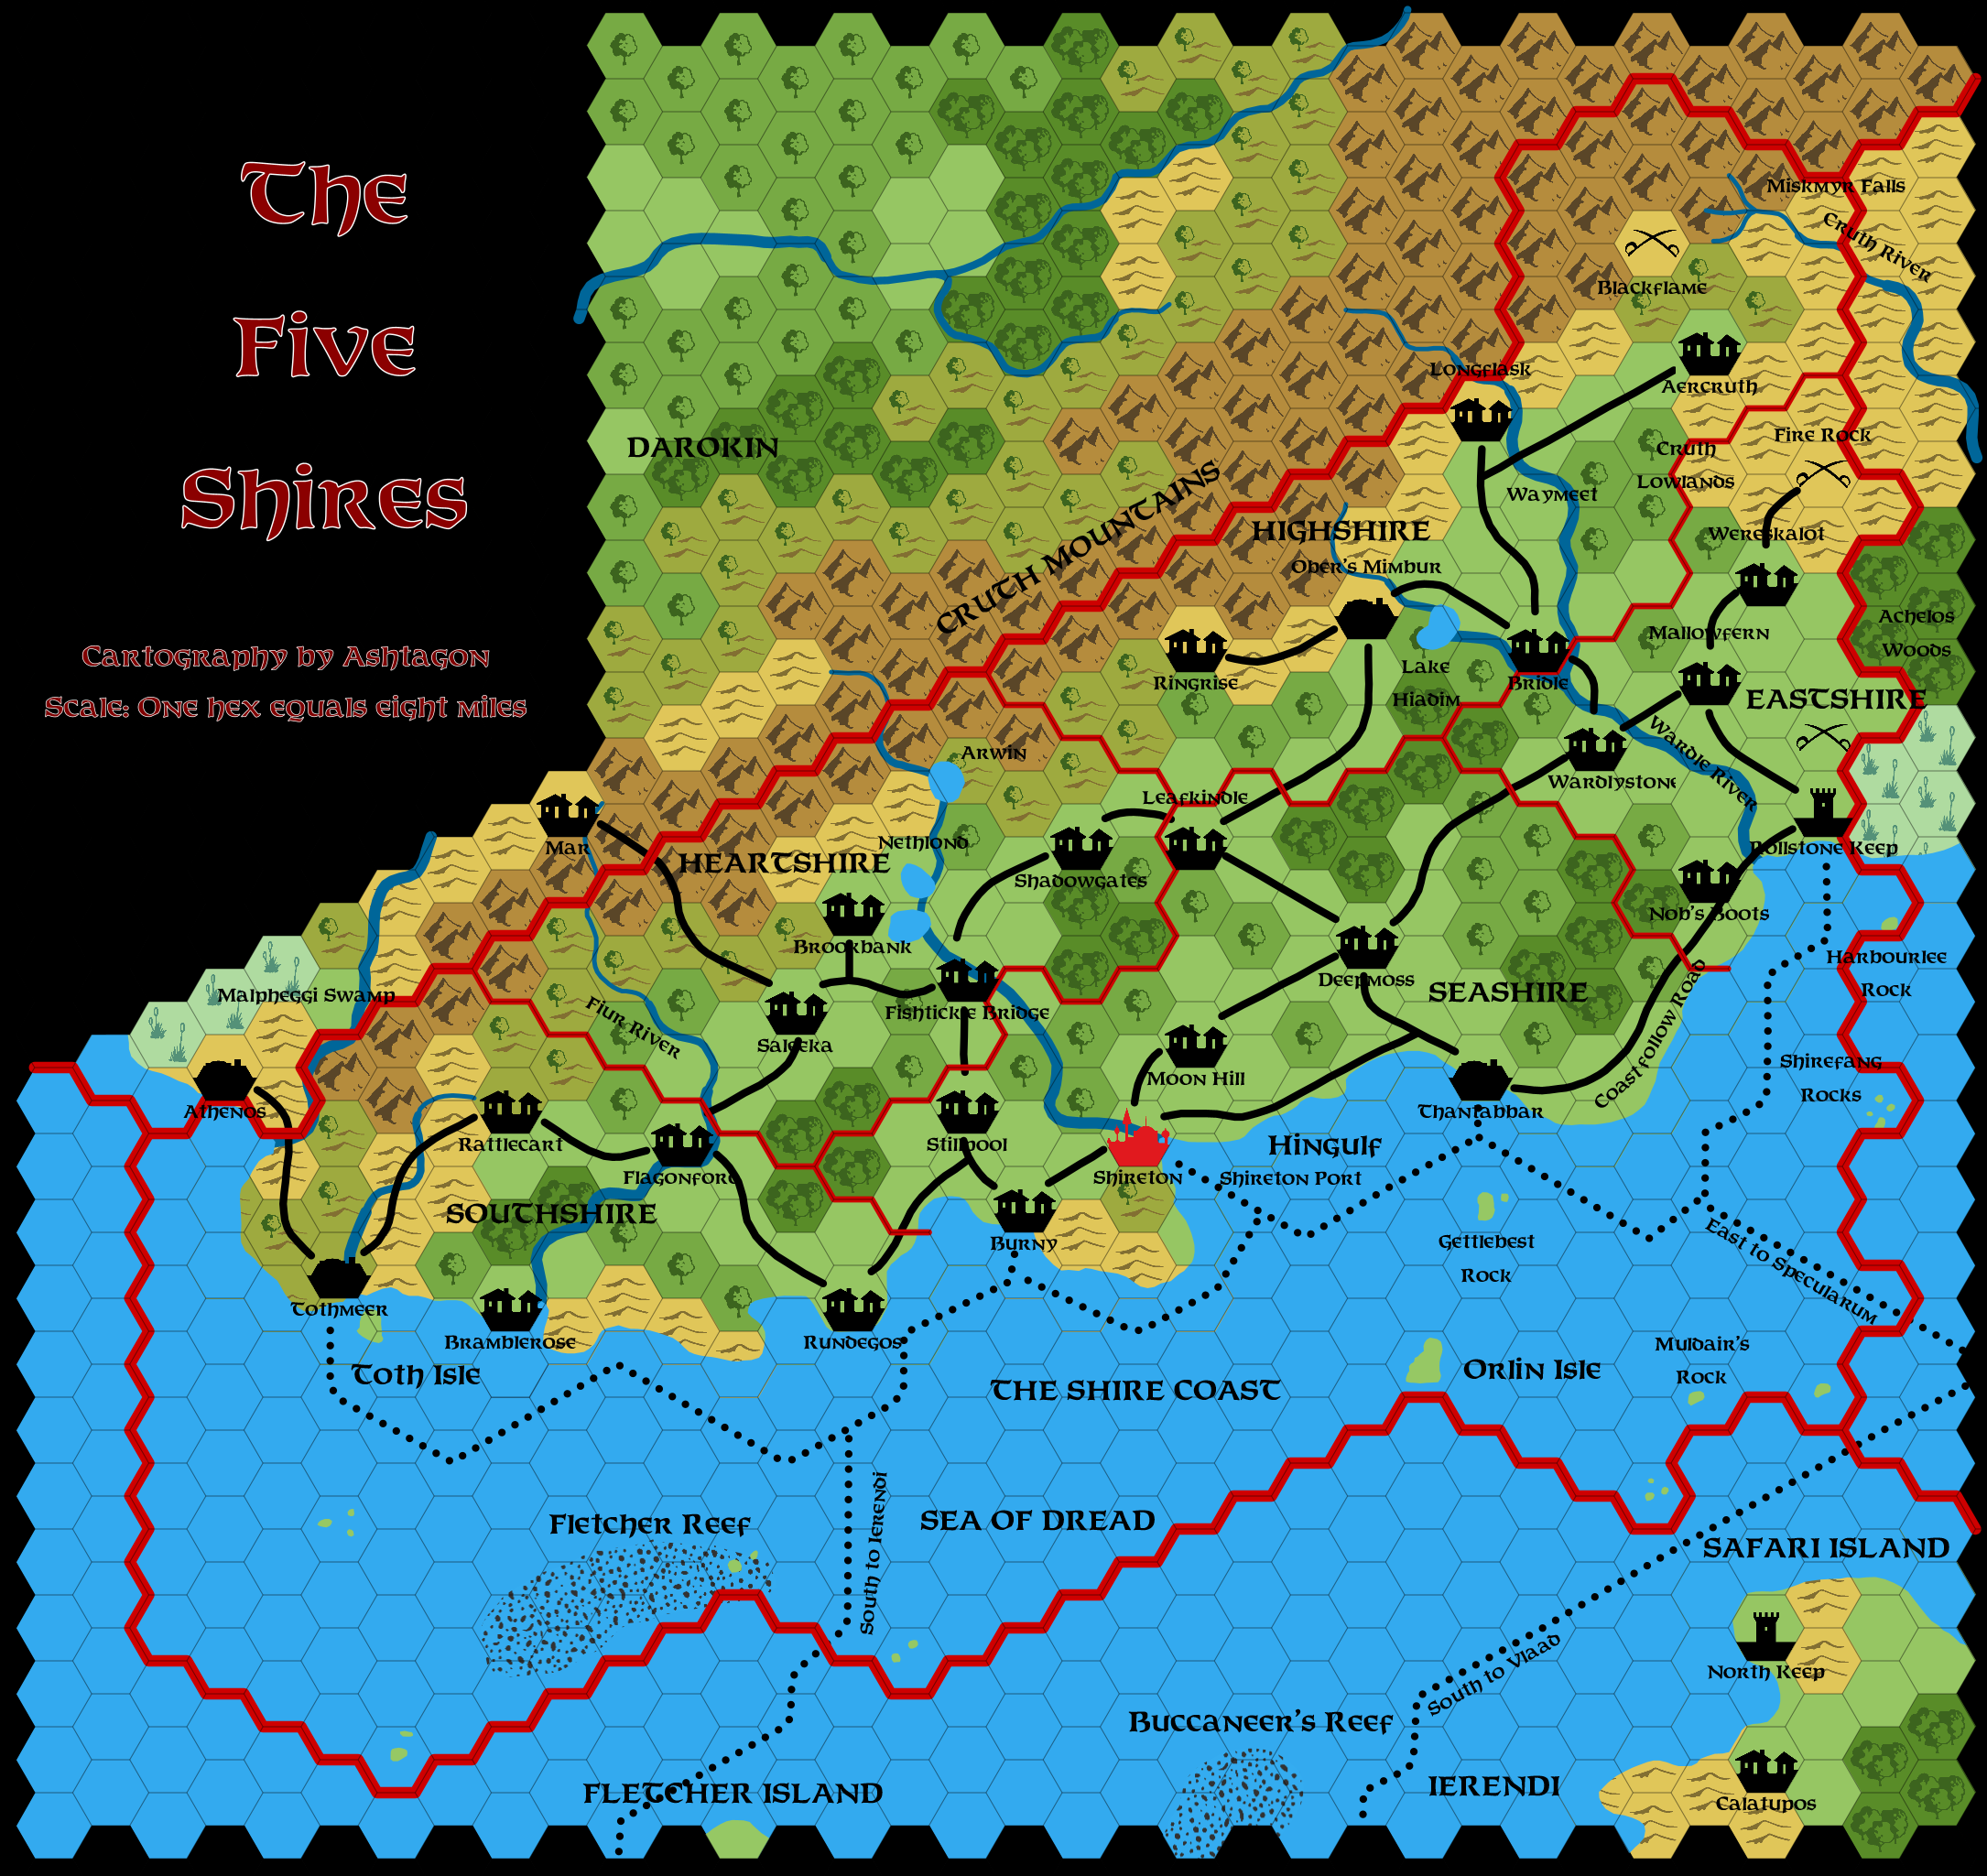 The
Five
Shires
Cartography by Ashtagon
Scale: One hex equals eight miles
Miskmyr Falls
Cruth River
Blackflame
Longflask
Aercruth
DAROKIN
Fire Rock
Cruth
Lowlands
Waymeet
CRUTH MOUNTAINS
HIGHSHIRE
Wereskalot
Ober's Mimbur
Achelos
Woods
Mallowfern
Lake
Hiadim
Ringrise
Bridle
EASTSHIRE
Arwin
Wardle River
Wardlystone
Leafkindle
Mar
Nethlond
Rollstone Keep
HEARTSHIRE
Shadowgates
Nob's Boots
Brookbank
Harbourlee
Rock
Deepmoss
SEASHIRE
Malpheggi Swamp
Fiur River
Fishtickle Bridge
Saleeka
Coastfollow Road
Shirefang
Rocks
Moon Hill
Athenos
Thantabbar
Rattlecart
Stillpool
Hingulf
Flagonford
Shireton
Shireton Port
SOUTHSHIRE
Burny
Gettlebest
Rock
East to Specularum
Tothmeer
Bramblerose
Rundegos
Muldair's
Rock
Toth Isle
THE SHIRE COAST
Orlin Isle
Fletcher Reef
South to Ierendi
SEA OF DREAD
SAFARI ISLAND
North Keep
South to Vlaad
Buccaneer's Reef
FLETCHER ISLAND
IERENDI
Calatupos